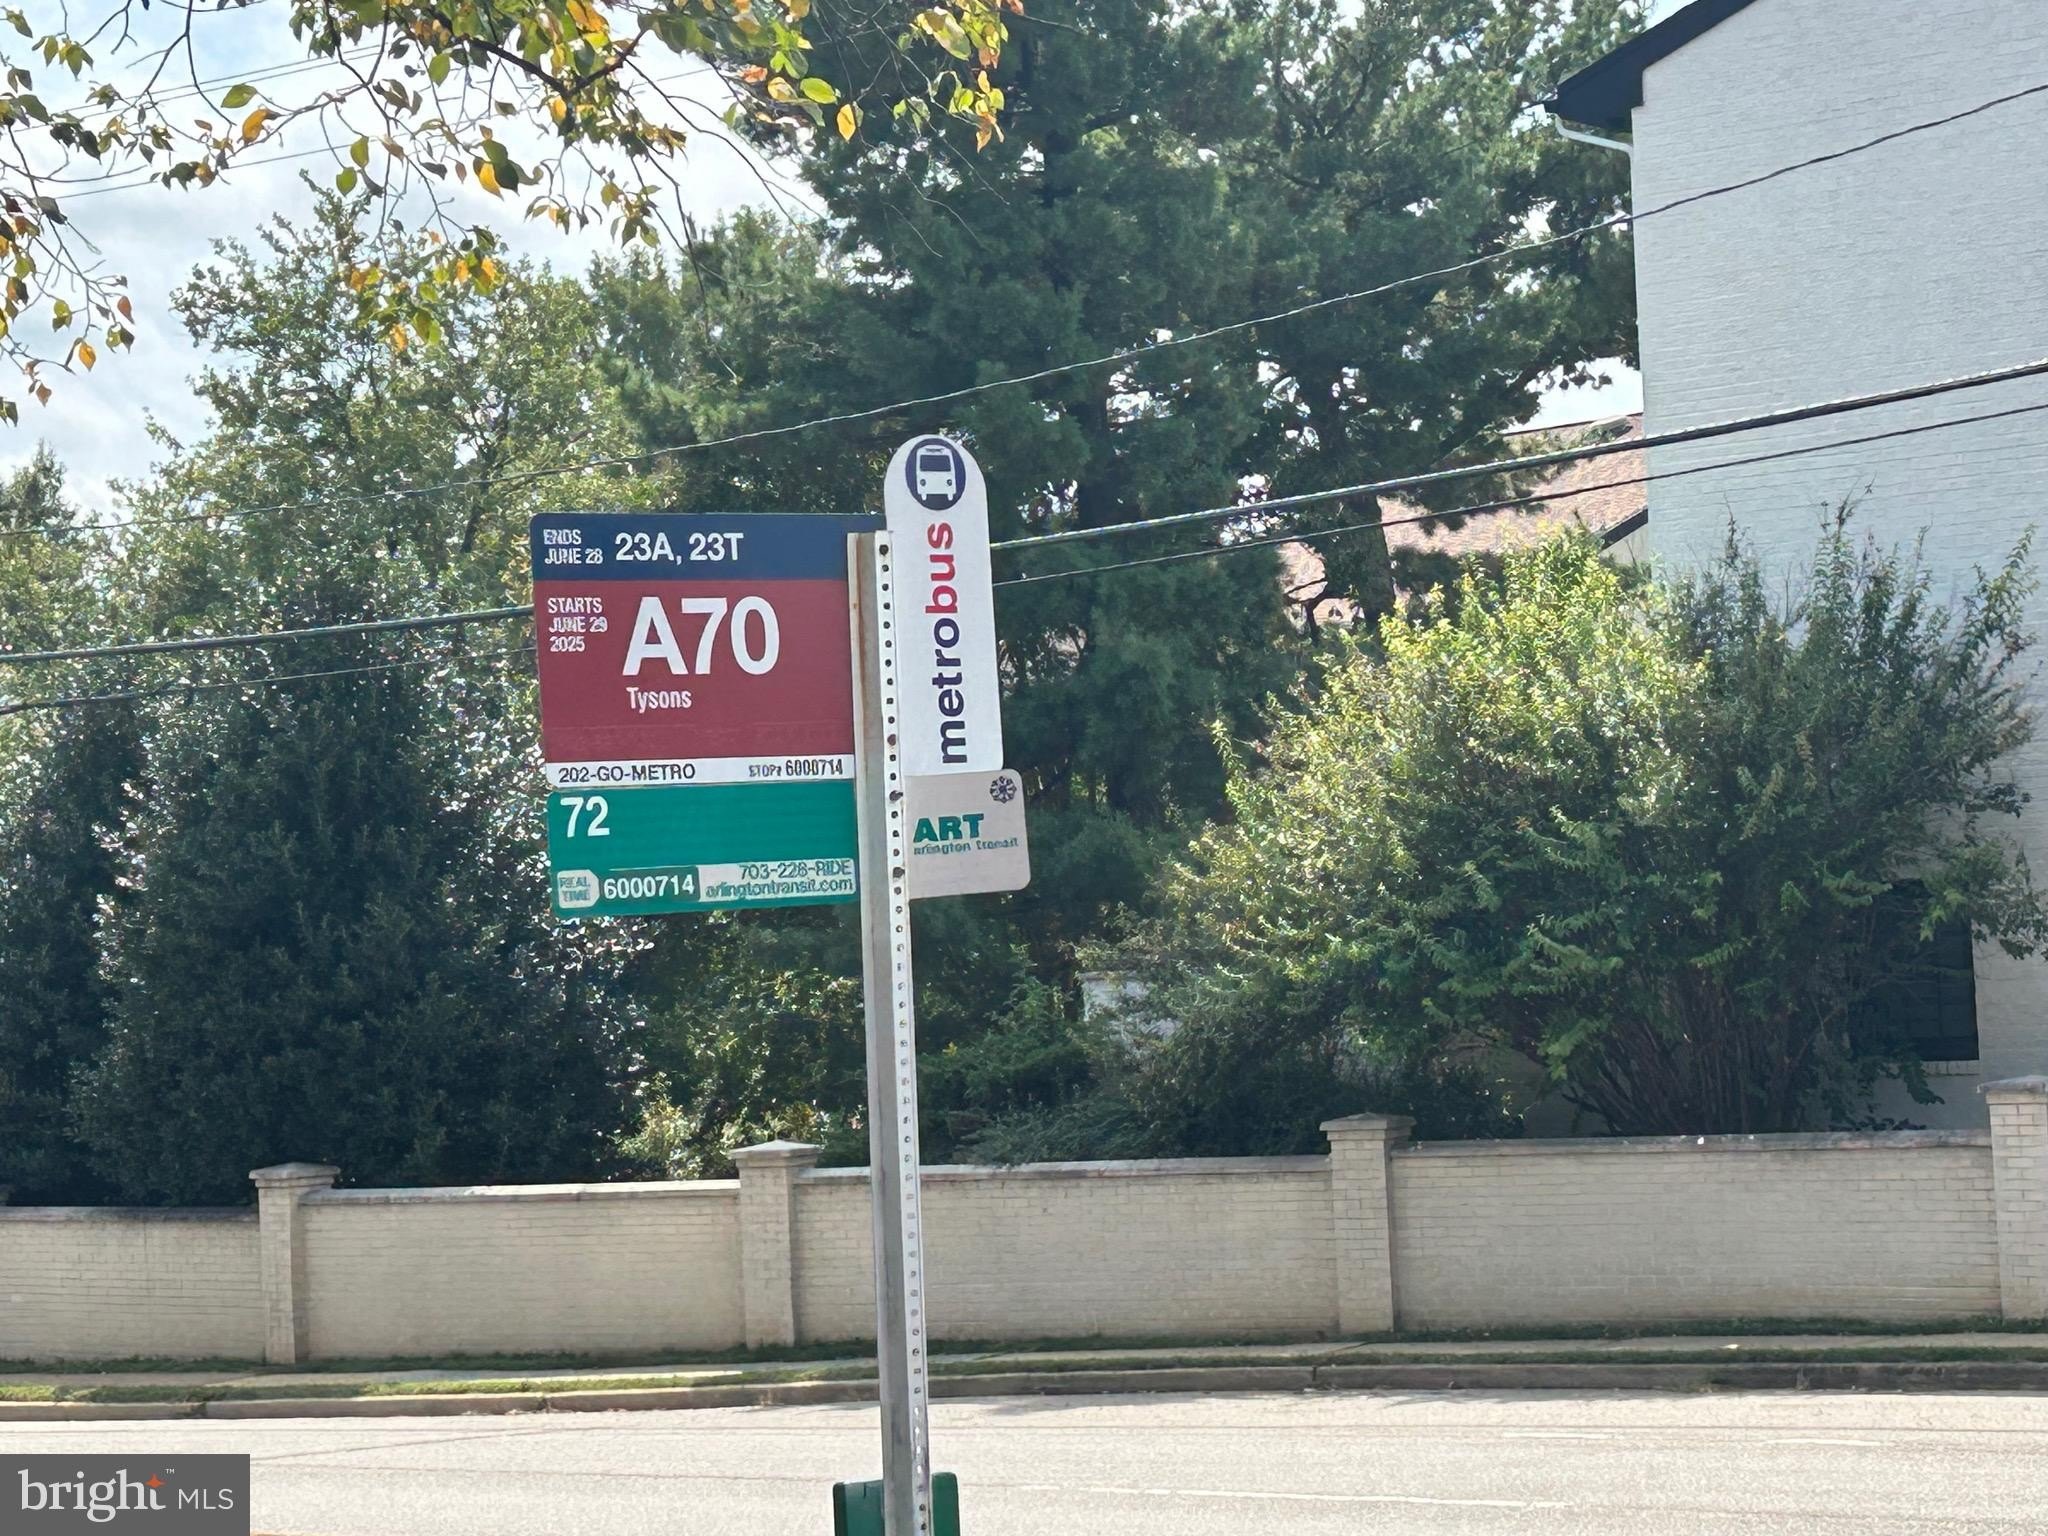 metrobus
ENDS
JUNE 28
23A, 23T
STARTS
JUNE 29
2025
A70
Tysons
202-GO-METRO
STOP# 6000714
72
REAL
TIME
6000714
703-228-RIDE
arlingtontransit.com
ART
arlington transit
bright™ MLS